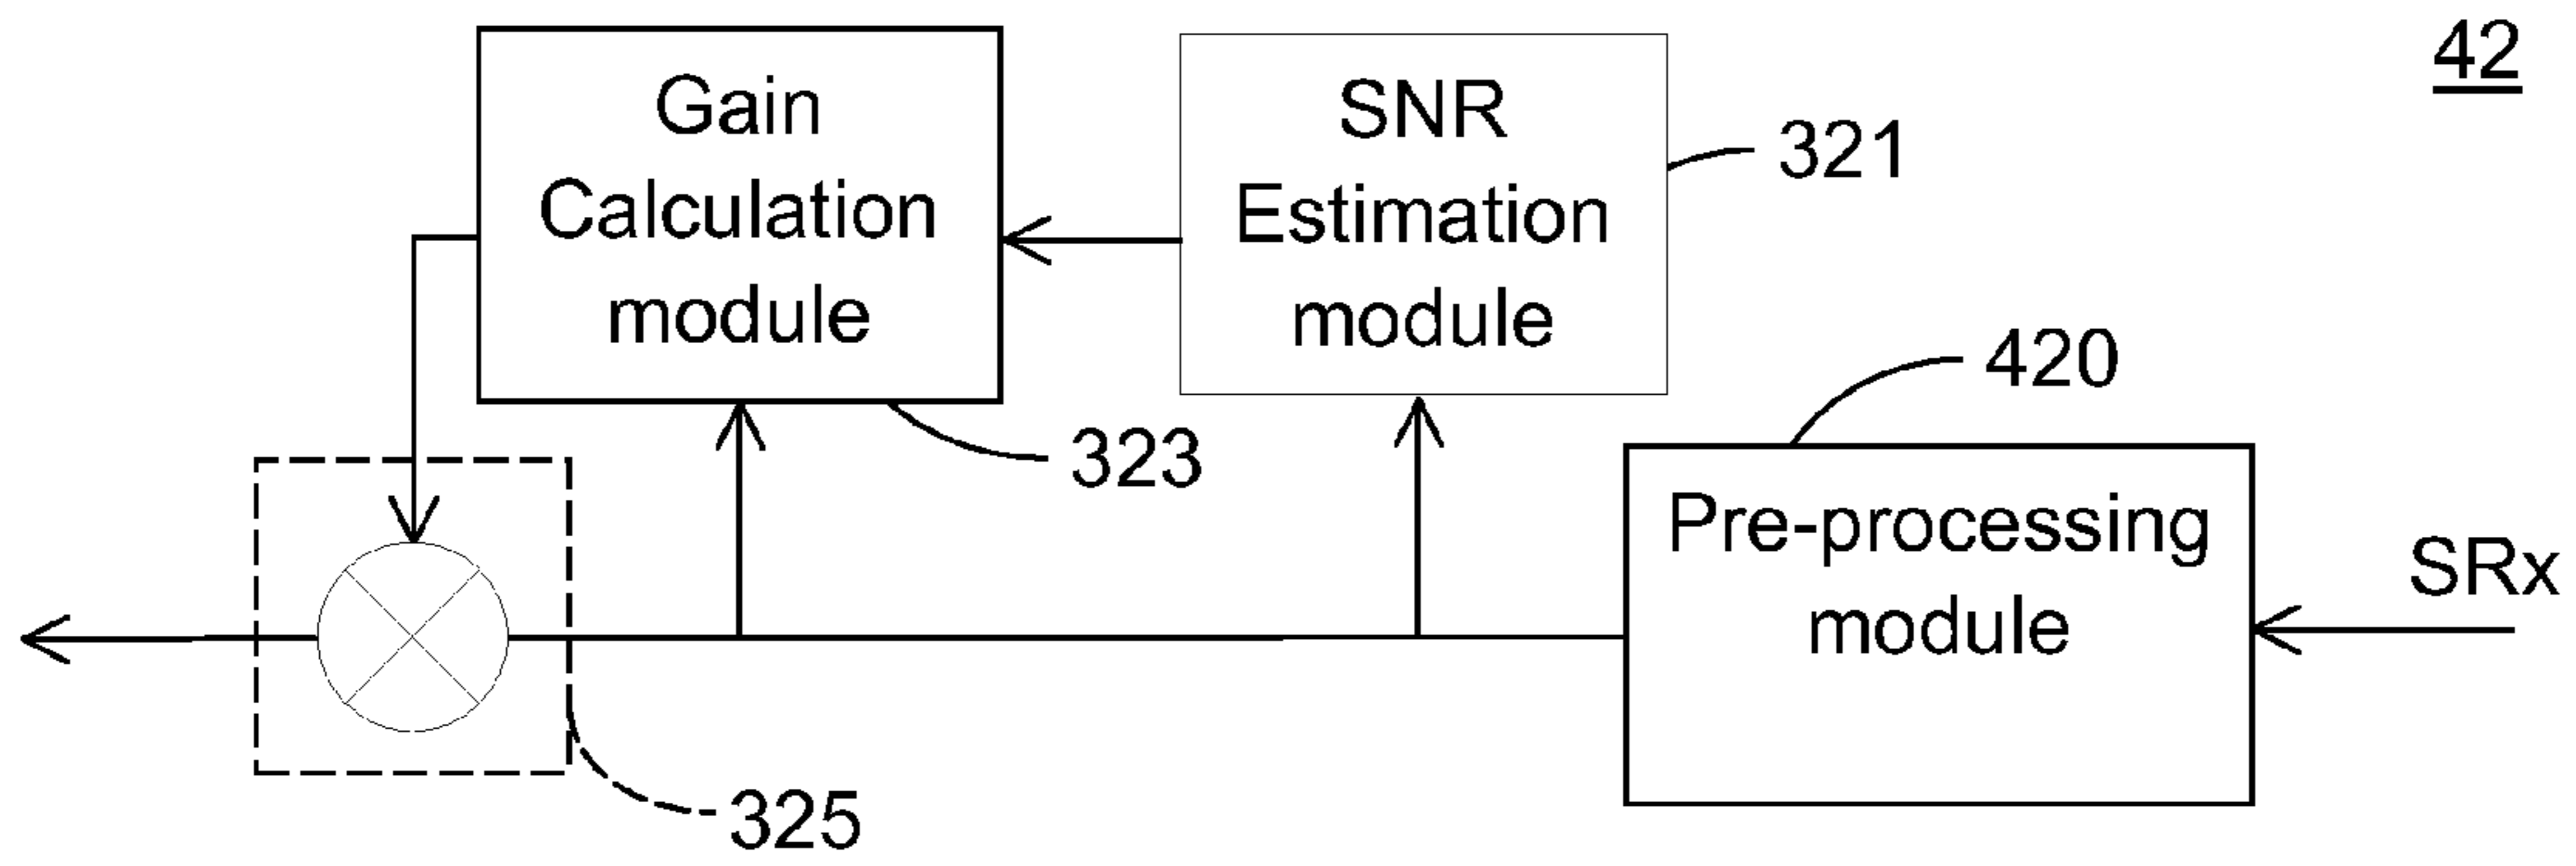 42
Gain
Calculation
module
SNR
Estimation
module
321
323
420
Pre-processing
module
SRx
325